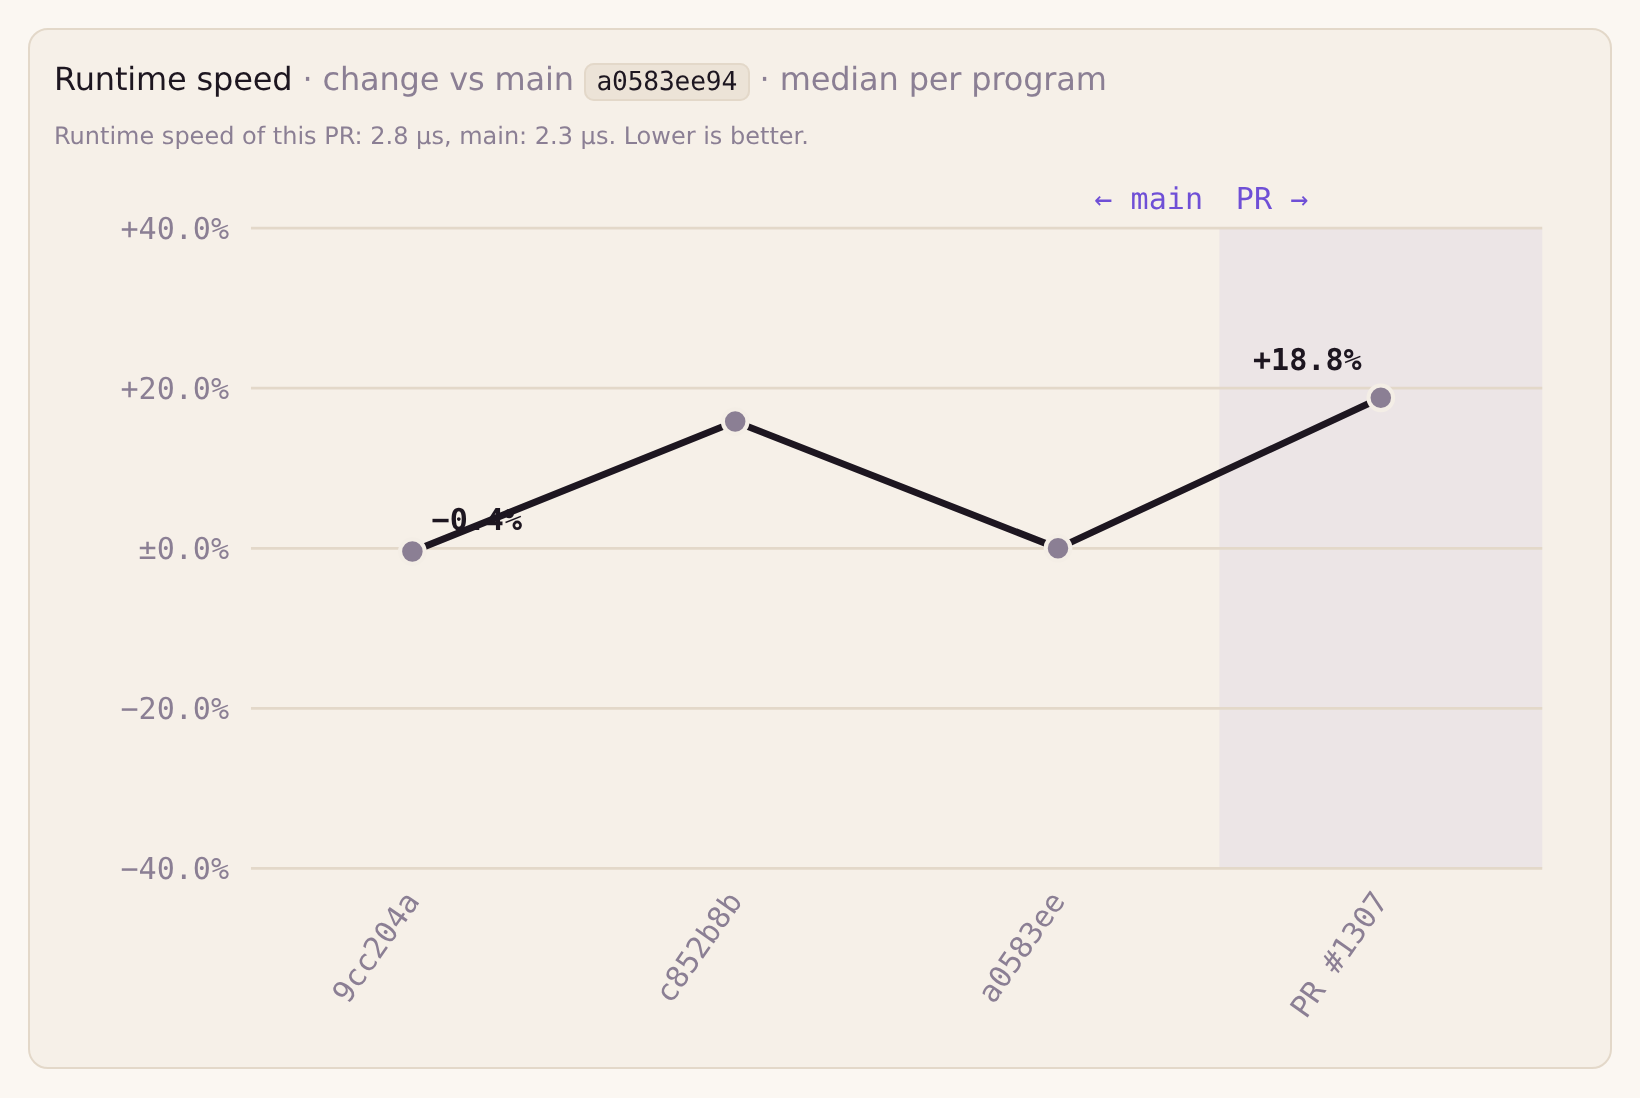 Runtime speed · change vs main a0583ee94 · median per program
Runtime speed of this PR: 2.8 µs, main: 2.3 µs. Lower is better.
← main PR →
+40.0%
+20.0%
±0.0%
−20.0%
−40.0%
−0.4%
+18.8%
9cc204a
c852b8b
a0583ee
PR #1307